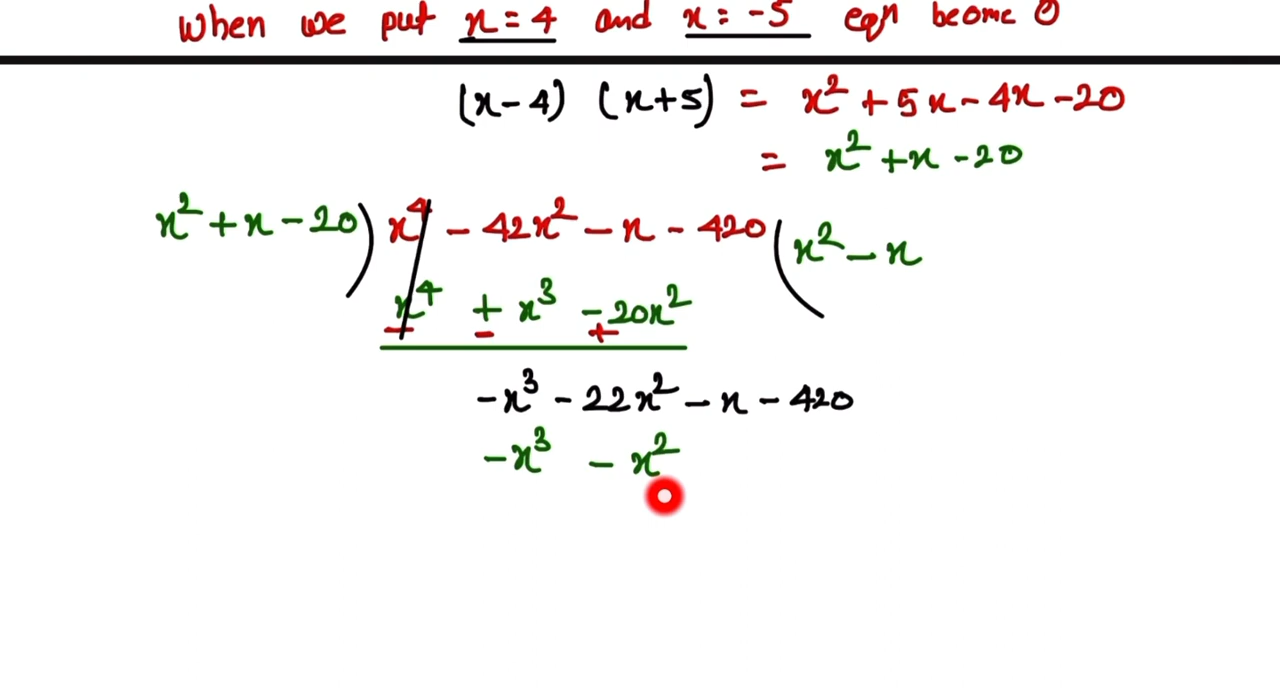 When we put x = 4 and x = -5 eqn become 0
(x-4) (x+5) = x² + 5x - 4x - 20
= x² + x - 20
x² + x - 20 ) x⁴ - 42x² - x - 420 ( x² - x
x⁴ + x³ - 20x²
- - +
-x³ - 22x² - x - 420
-x³ - x²